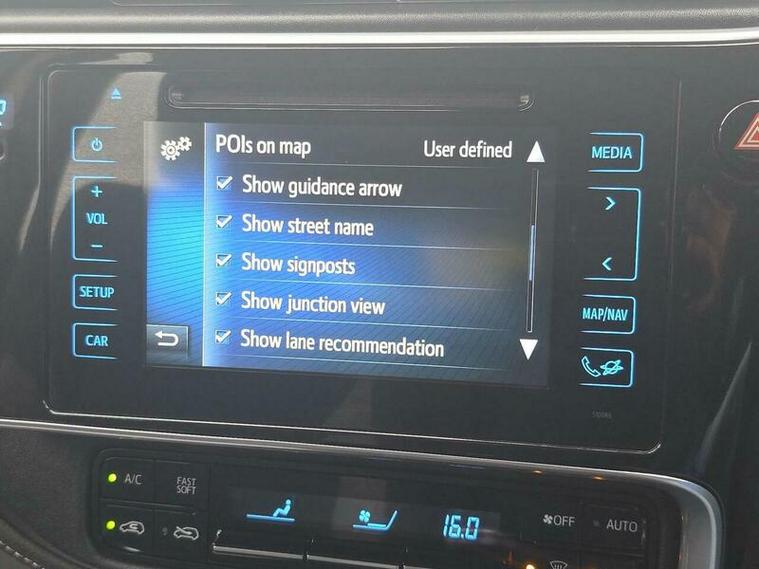 POIs on map User defined
Show guidance arrow
Show street name
Show signposts
Show junction view
Show lane recommendation
+
VOL
−
SETUP
CAR
MEDIA
>
<
MAP/NAV
A/C
FAST
SOFT
16.0
OFF
AUTO